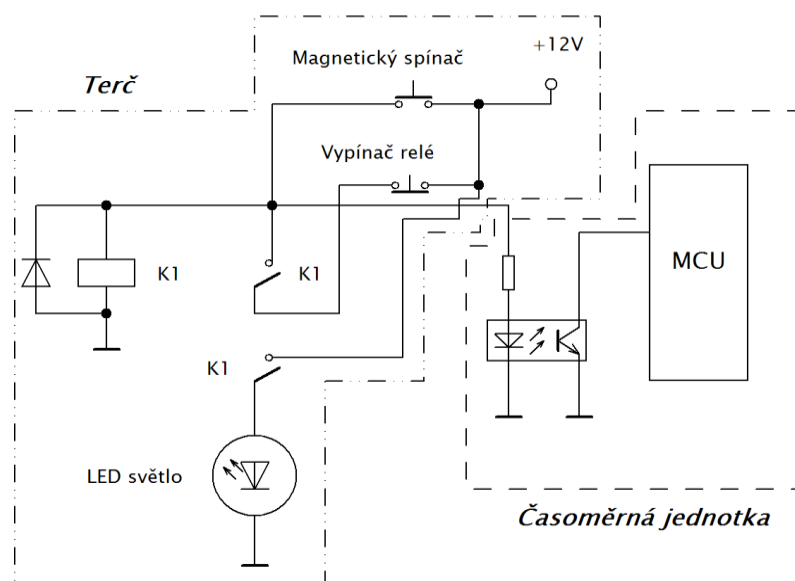 +12V
Magnetický spínač
Terč
Vypínač relé
MCU
K1
K1
K1
LED světlo
Časoměrná jednotka